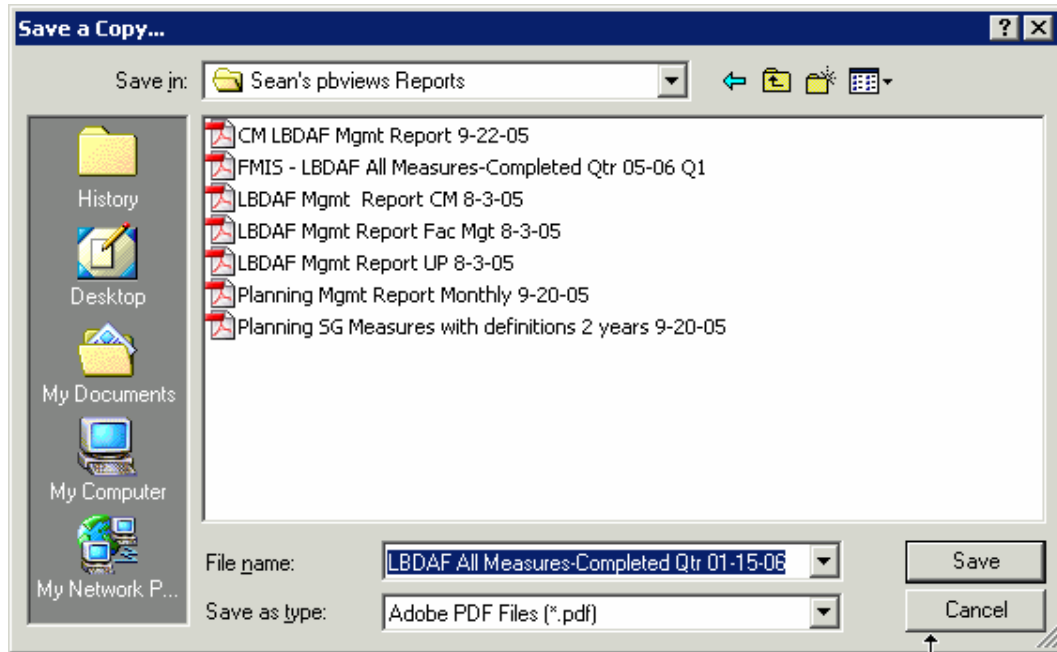 Save a Copy...
Save in: Sean's pbviews Reports
CM LBDAF Mgmt Report 9-22-05
FMIS - LBDAF All Measures-Completed Qtr 05-06 Q1
LBDAF Mgmt  Report CM 8-3-05
LBDAF Mgmt Report Fac Mgt 8-3-05
LBDAF Mgmt Report UP 8-3-05
Planning Mgmt Report Monthly 9-20-05
Planning SG Measures with definitions 2 years 9-20-05
History
Desktop
My Documents
My Computer
My Network P...
File name: LBDAF All Measures-Completed Qtr 01-15-06 Save
Save as type: Adobe PDF Files (*.pdf) Cancel